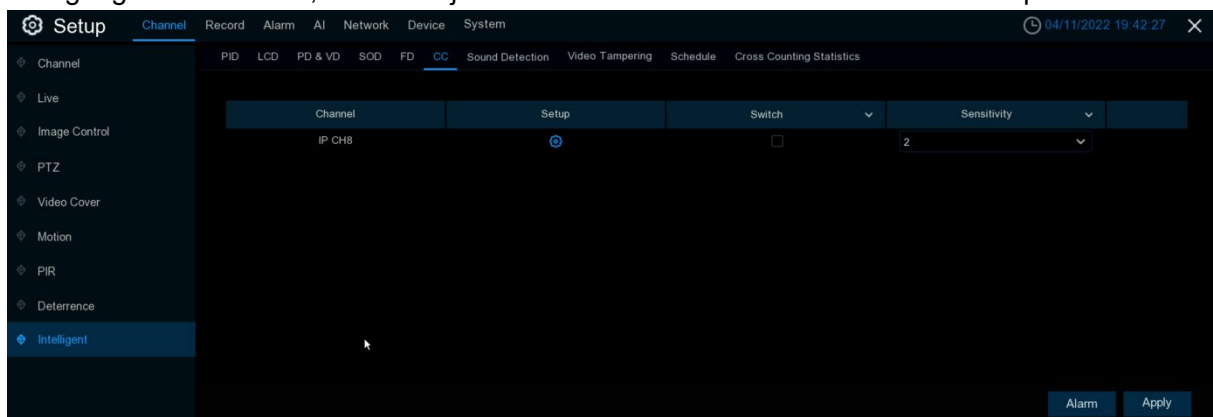 Setup Channel Record Alarm AI Network Device System 04/11/2022 19:42:27
Channel
Live
Image Control
PTZ
Video Cover
Motion
PIR
Deterrence
Intelligent
PID LCD PD & VD SOD FD CC Sound Detection Video Tampering Schedule Cross Counting Statistics
Channel Setup Switch Sensitivity
IP CH8 2
Alarm Apply